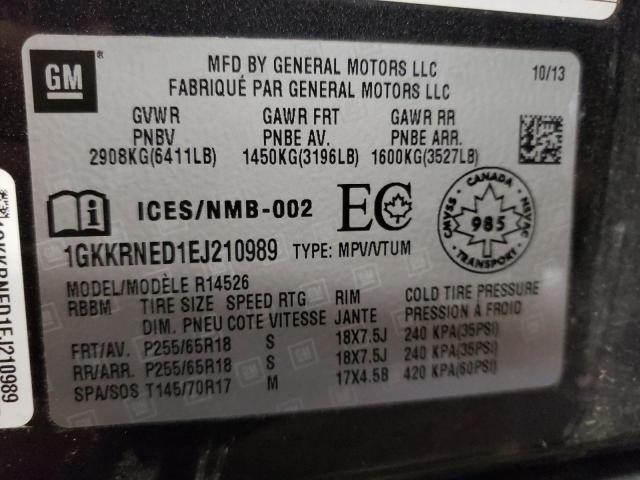 GM
MFD BY GENERAL MOTORS LLC
FABRIQUÉ PAR GENERAL MOTORS LLC
10/13
GVWR GAWR FRT GAWR RR
PNBV PNBE AV. PNBE ARR.
2908KG(6411LB) 1450KG(3196LB) 1600KG(3527LB)
ICES/NMB-002 EC
CANADA
CMVSS NSVAC
985
TRANSPORT
1GKKRNED1EJ210989 TYPE: MPV/VTUM
MODEL/MODÈLE R14526
RBBM TIRE SIZE SPEED RTG RIM COLD TIRE PRESSURE
DIM. PNEU COTE VITESSE JANTE PRESSION A FROID
FRT/AV. P255/65R18 S 18X7.5J 240 KPA(35PSI)
RR/ARR. P255/65R18 S 18X7.5J 240 KPA(35PSI)
SPA/SOS T145/70R17 M 17X4.5B 420 KPA(60PSI)
1GKKRNED1EJ210989